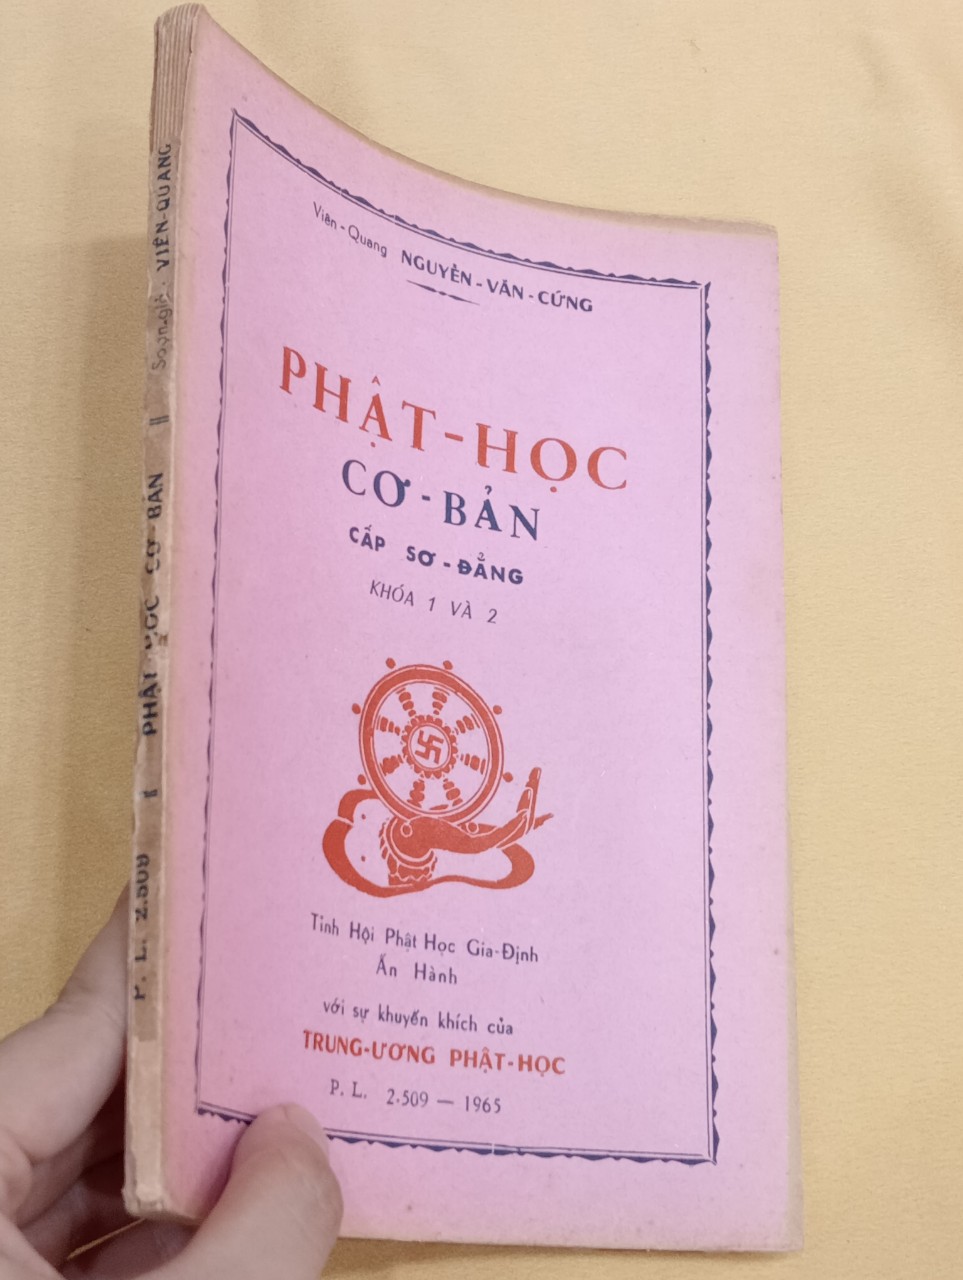 Viên-Quang NGUYỄN-VĂN-CỨNG
PHẬT-HỌC
CƠ-BẢN
CẤP SƠ-ĐẲNG
KHÓA 1 VÀ 2
Tỉnh Hội Phật Học Gia-Định
Ấn Hành
với sự khuyến khích của
TRUNG-ƯƠNG PHẬT-HỌC
P. L. 2.509 — 1965
P. L. 2.509 || PHẬT HỌC CƠ-BẢN || Soạn-giả: VIÊN-QUANG